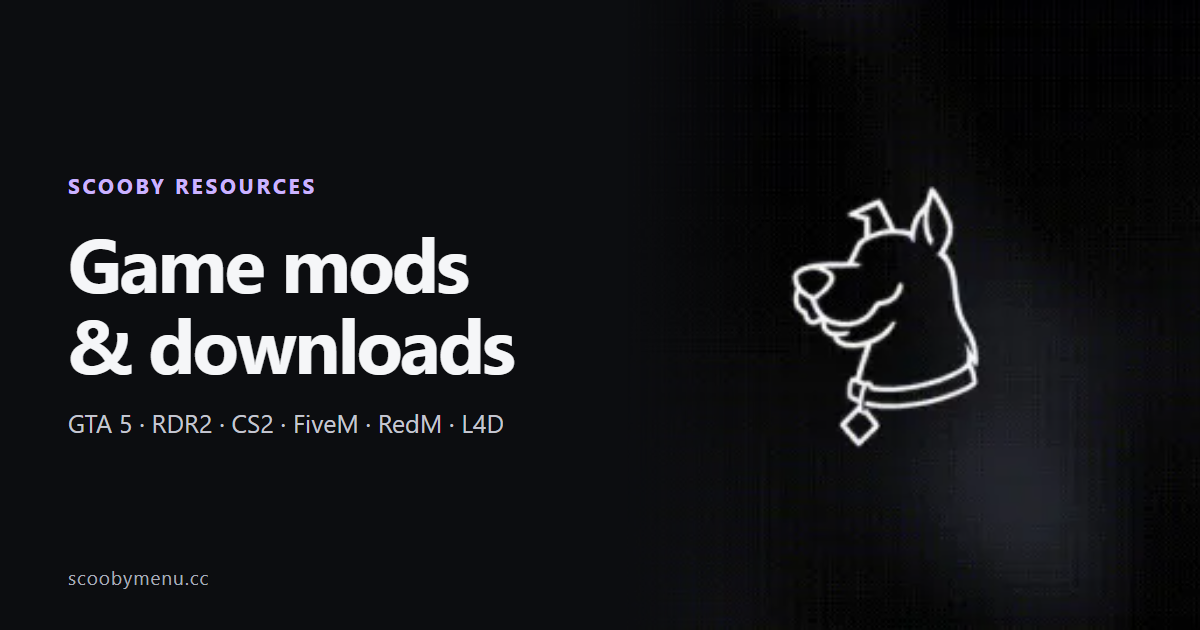 SCOOBY RESOURCES
Game mods
& downloads
GTA 5 · RDR2 · CS2 · FiveM · RedM · L4D
scoobymenu.cc